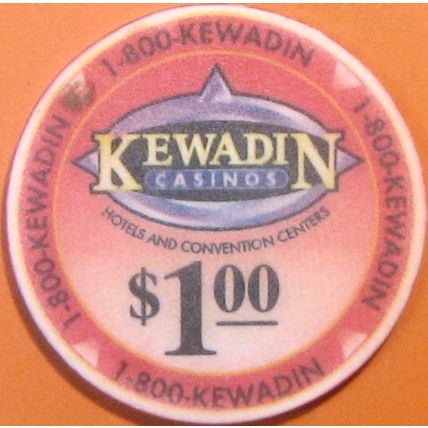 1-800-KEWADIN
1-800-KEWADIN
1-800-KEWADIN
1-800-KEWADIN
KEWADIN
CASINOS
HOTELS AND CONVENTION CENTERS
$1.00